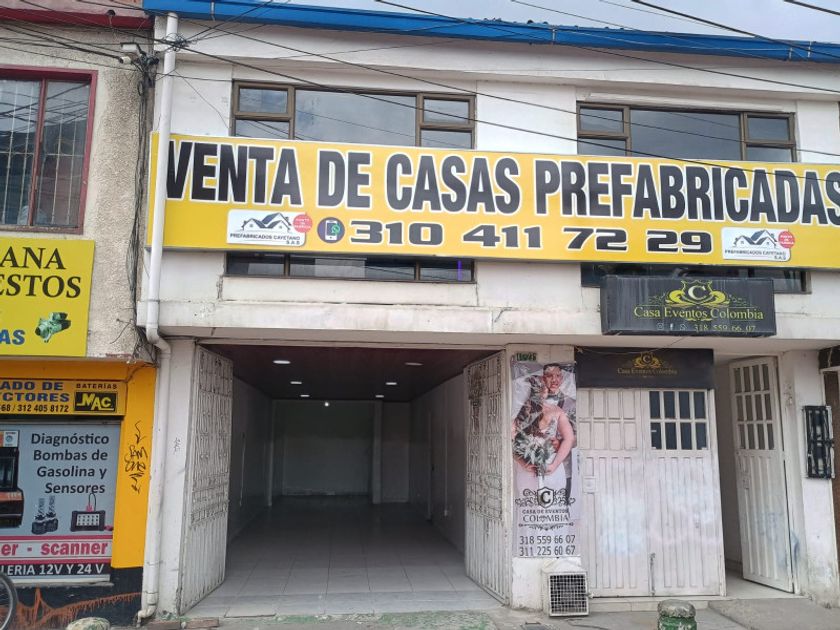 VENTA DE CASAS PREFABRICADAS
PREFABRICADOS CAYETANO
S.A.S
310 411 72 29
PREFABRICADOS CAYETANO
S.A.S
C
Casa Eventos Colombia
318 559 66 07
C
Casa Eventos Colombia
C
CASA DE EVENTOS
COLOMBIA
318 559 66 07
311 225 60 67
ANA
ESTOS
AS
ADO DE
YCTORES
68 / 312 405 8172
BATERÍAS
MAC
Diagnóstico
Bombas de
Gasolina y
Sensores
er - scanner
LERIA 12V Y 24 V